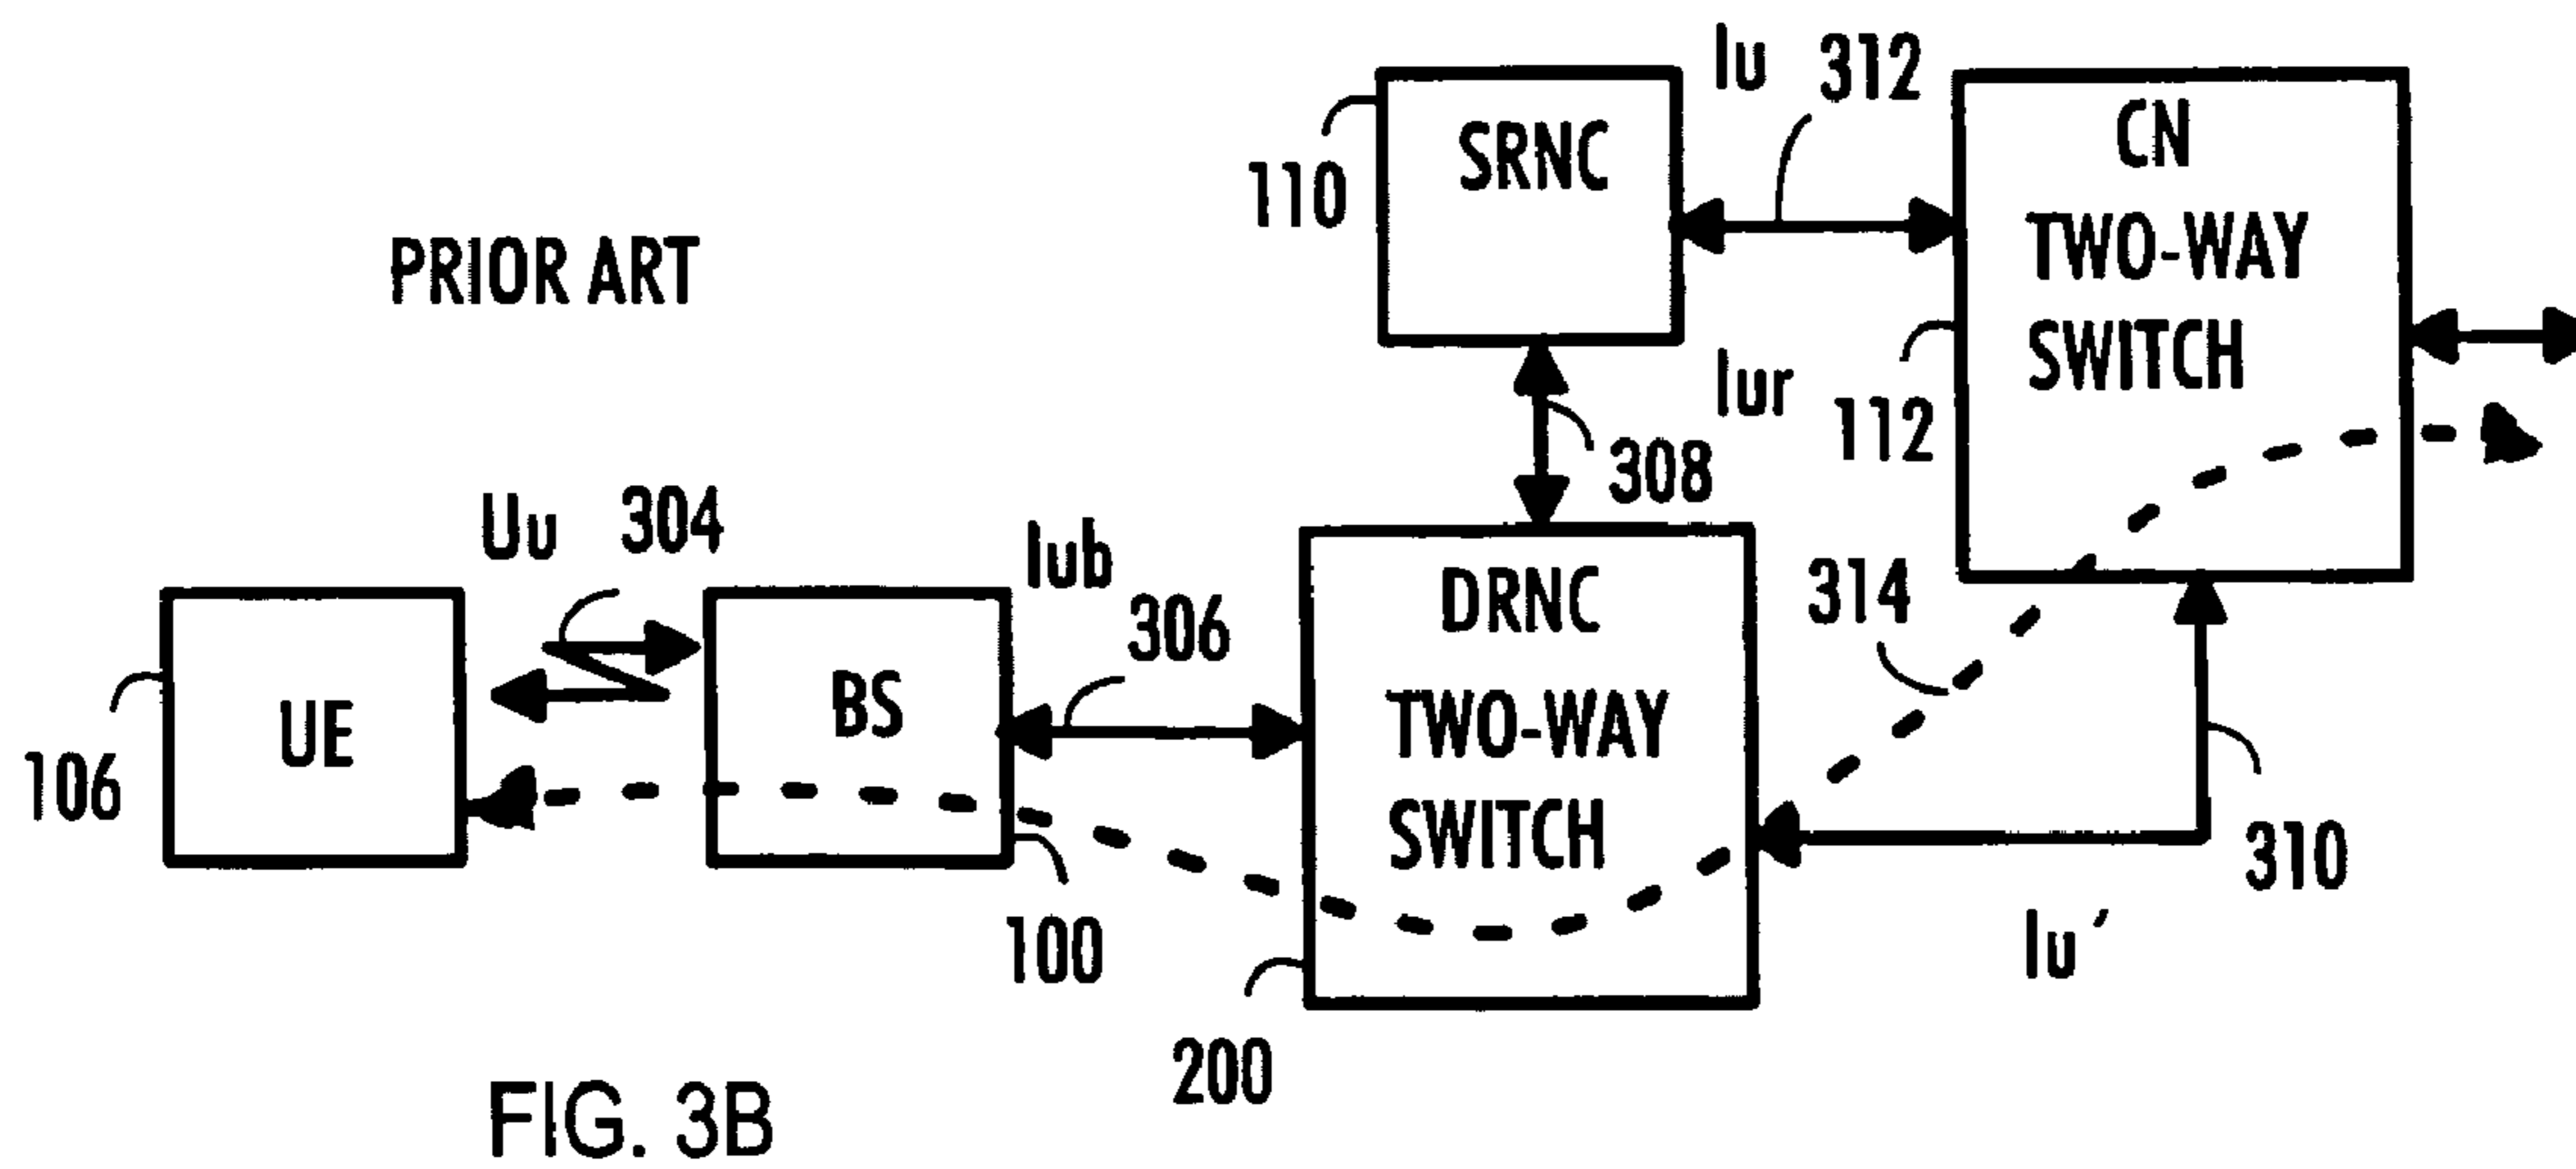 Iu 312
SRNC
110
CN
TWO-WAY
SWITCH
112
PRIOR ART
Iur
308
Uu 304
Iub
306
314
UE
106
BS
100
DRNC
TWO-WAY
SWITCH
200
310
Iu′
FIG. 3B